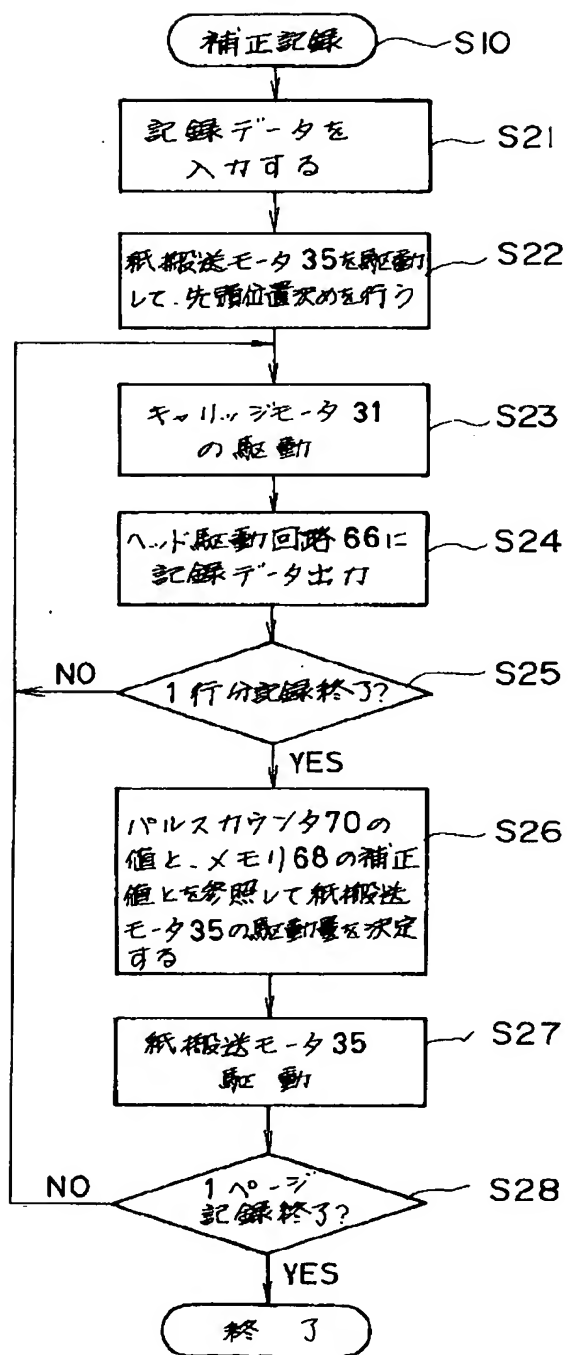 補正記録
S10
記録データを
入力する
S21
紙搬送モータ35を駆動
して、先頭位置決めを行う
S22
キャリッジモータ31
の駆動
S23
ヘッド駆動回路66に
記録データ出力
S24
NO
1行分記録終了?
S25
YES
パルスカウンタ70の
値と、メモリ68の補正
値とを参照して紙搬送
モータ35の駆動量を決定
する
S26
紙搬送モータ35
駆動
S27
NO
1ページ
記録終了?
S28
YES
終了